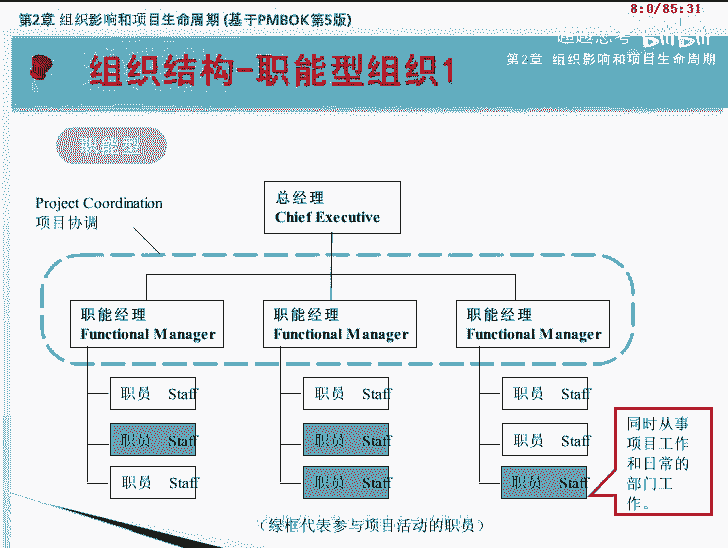 8:0/85:31
第2章 组织影响和项目生命周期 (基于PMBOK第5版)
bilibili
第2章 组织影响和项目生命周期
组织结构-职能型组织1
职能型
Project Coordination
项目协调
总经理
Chief Executive
职能经理
Functional Manager
职能经理
Functional Manager
职能经理
Functional Manager
职员 Staff
职员 Staff
职员 Staff
职员 Staff
职员 Staff
职员 Staff
职员 Staff
职员 Staff
职员 Staff
同时从事
项目工作
和日常的
部门工
作。
（绿框代表参与项目活动的职员）